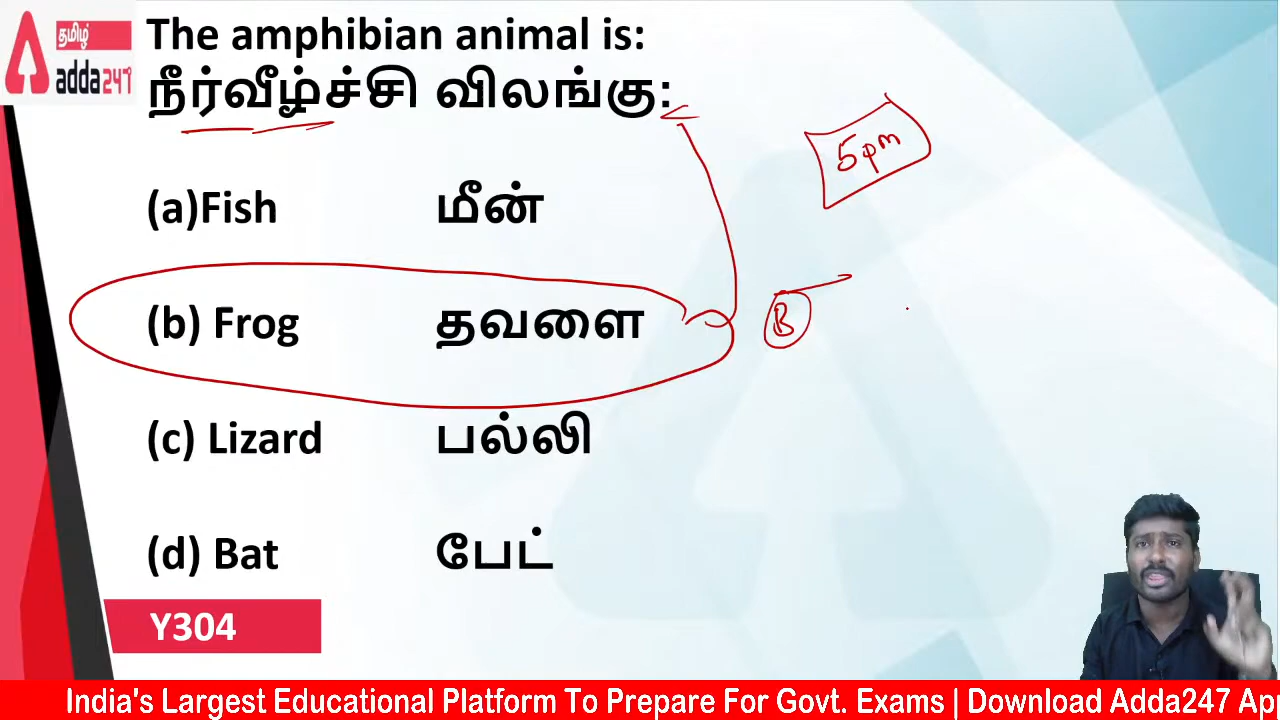 தமிழ்
adda247
The amphibian animal is:
நீர்வீழ்ச்சி விலங்கு:
5pm
(a)Fish மீன்
(b) Frog தவளை
B
(c) Lizard பல்லி
(d) Bat பேட்
Y304
India's Largest Educational Platform To Prepare For Govt. Exams | Download Adda247 Ap